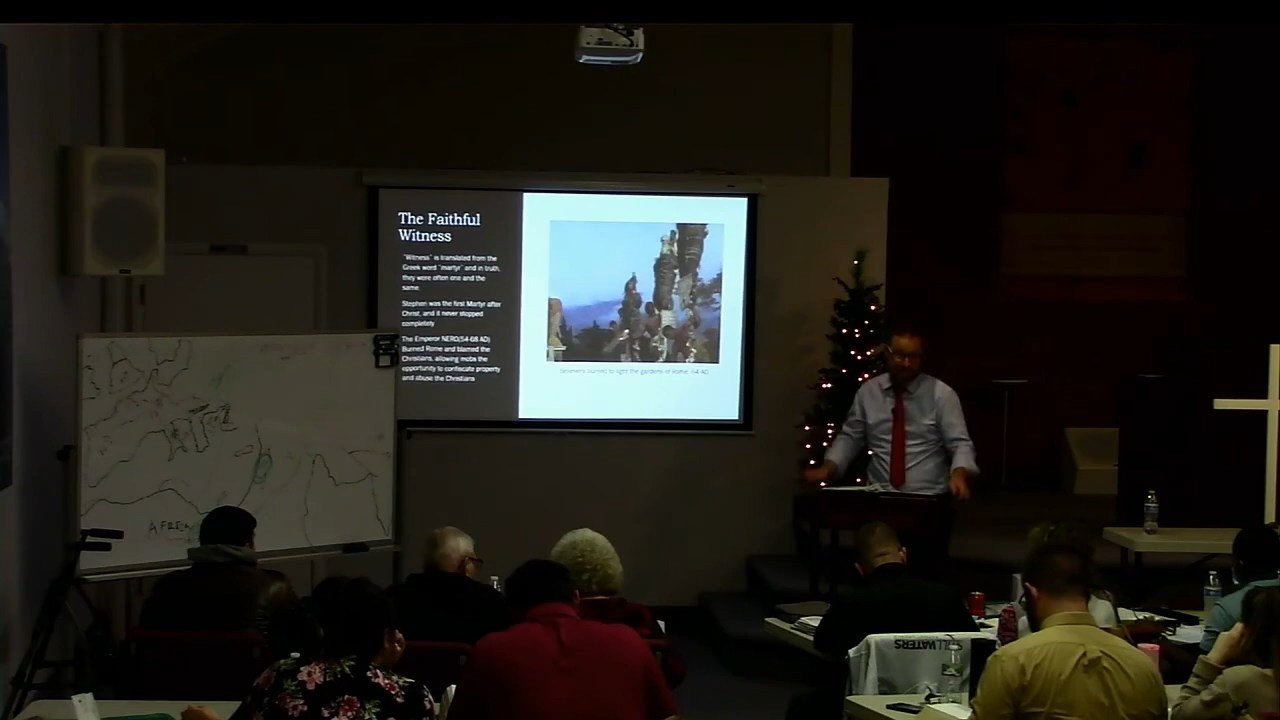 The Faithful
Witness
"Witness" is translated from the
Greek word "martyr" and in truth,
they were often one and the
same.
Stephen was the first Martyr after
Christ, and it never stopped
completely
The Emperor NERO(54-68 AD)
Burned Rome and blamed the
Christians, allowing mobs the
opportunity to confiscate property
and abuse the Christians
burned to light the gardens of Rome, 64 AD
WATERS